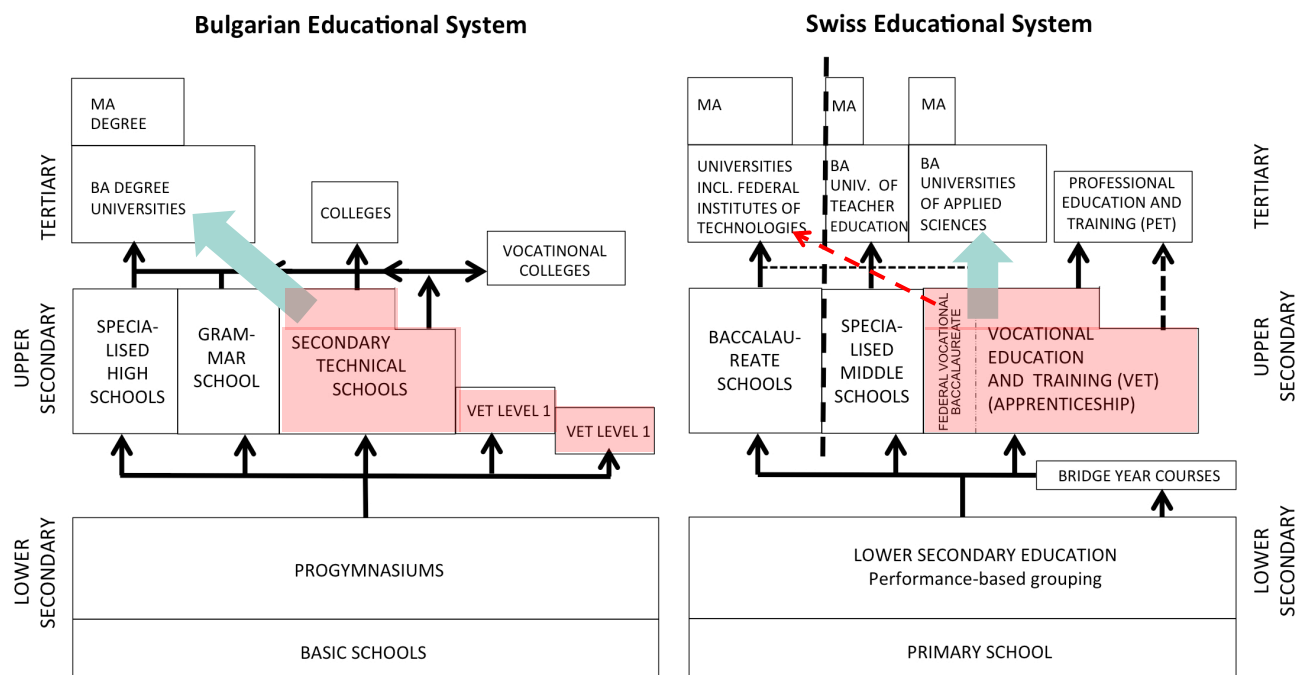 Bulgarian Educational System
MA
DEGREE
BA DEGREE
UNIVERSITIES
COLLEGES
VOCATINONAL
COLLEGES
TERTIARY
SPECIA-
LISED
HIGH
SCHOOLS
GRAM-
MAR
SCHOOL
SECONDARY
TECHNICAL
SCHOOLS
VET LEVEL 1
VET LEVEL 1
UPPER
SECONDARY
PROGYMNASIUMS
BASIC SCHOOLS
LOWER
SECONDARY
Swiss Educational System
MA
MA
MA
UNIVERSITIES
INCL. FEDERAL
INSTITUTES OF
TECHNOLOGIES
BA
UNIV. OF
TEACHER
EDUCATION
BA
UNIVERSITIES
OF APPLIED
SCIENCES
PROFESSIONAL
EDUCATION AND
TRAINING (PET)
TERTIARY
BACCALAU-
REATE
SCHOOLS
SPECIA-
LISED
MIDDLE
SCHOOLS
FEDERAL VOCATIONAL
BACCALAUREATE
VOCATIONAL
EDUCATION
AND TRAINING (VET)
(APPRENTICESHIP)
UPPER
SECONDARY
BRIDGE YEAR COURSES
LOWER SECONDARY EDUCATION
Performance-based grouping
PRIMARY SCHOOL
LOWER
SECONDARY